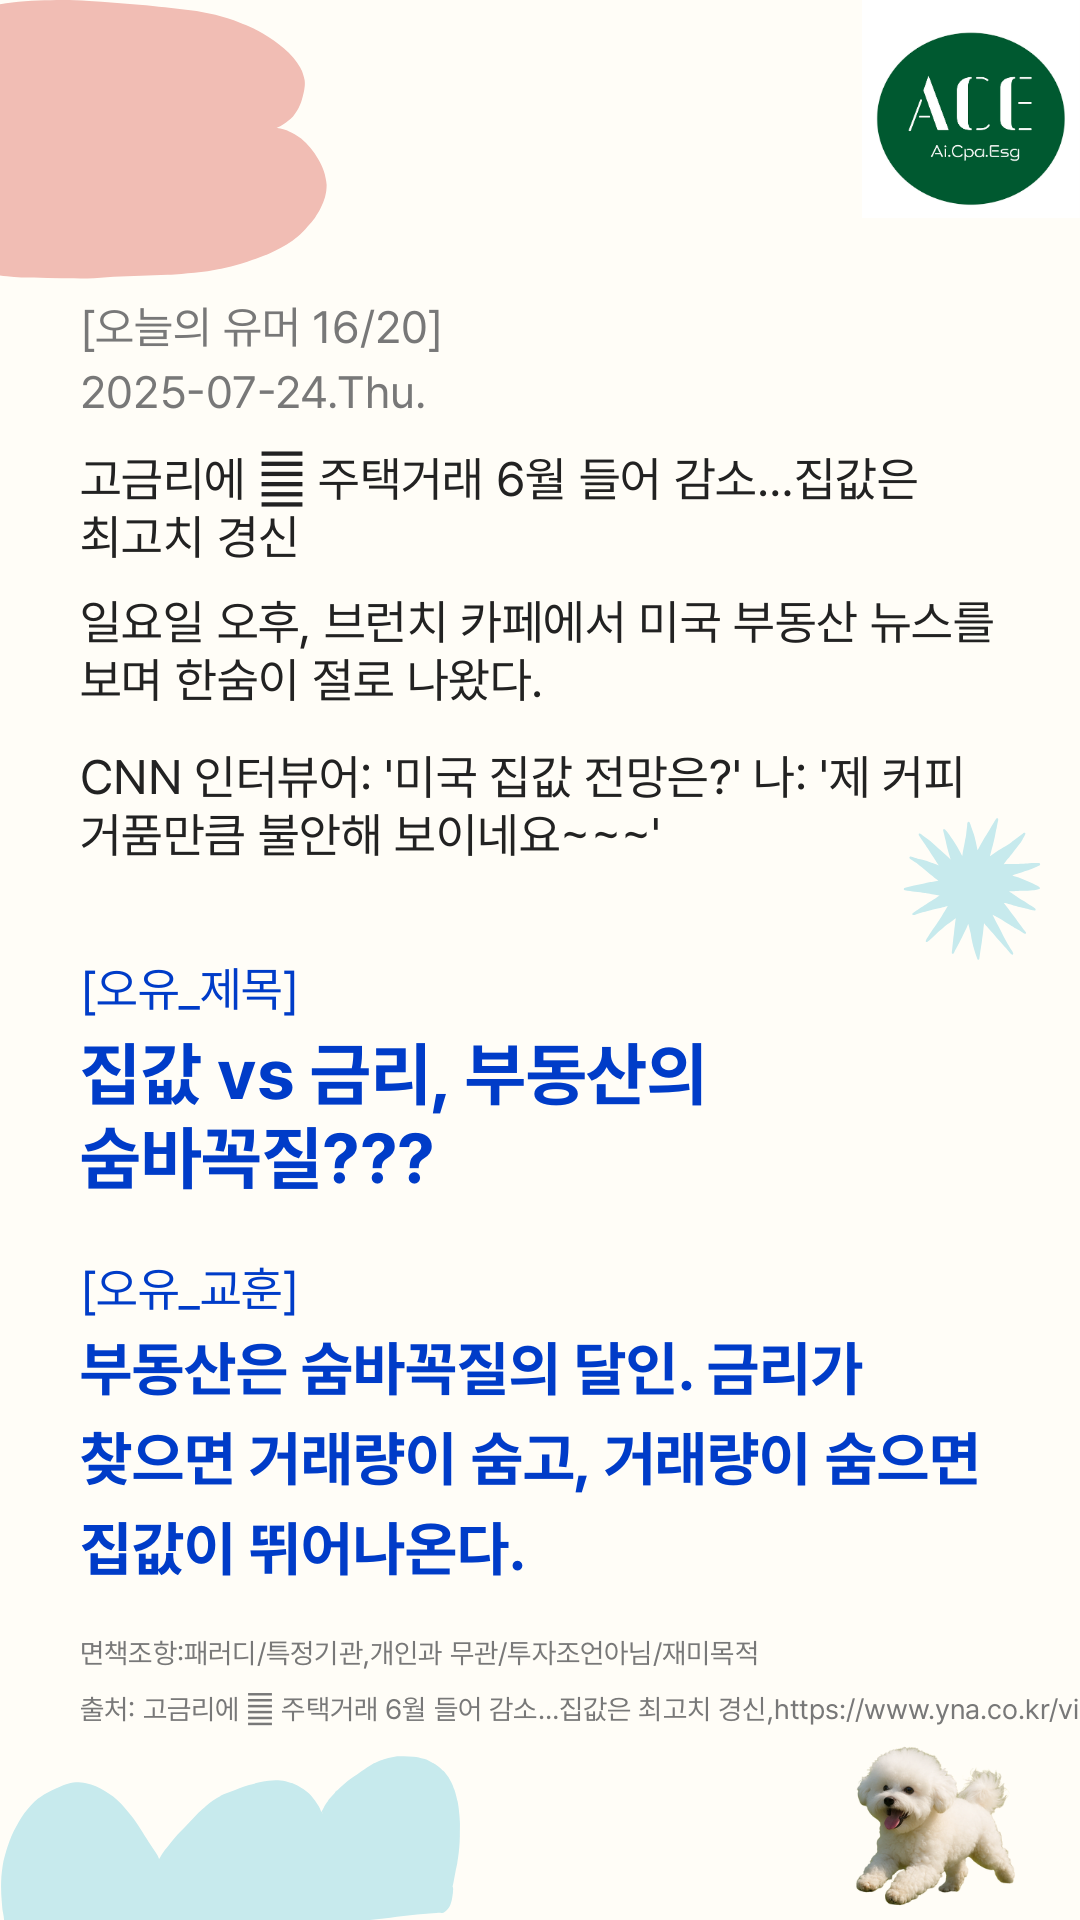 ACE
Ai.Cpa.Esg
[오늘의 유머 16/20]
2025-07-24.Thu.
고금리에 ䷀ 주택거래 6월 들어 감소…집값은
최고치 경신
일요일 오후, 브런치 카페에서 미국 부동산 뉴스를
보며 한숨이 절로 나왔다.
CNN 인터뷰어: '미국 집값 전망은?' 나: '제 커피
거품만큼 불안해 보이네요~~~'
[오유_제목]
집값 vs 금리, 부동산의
숨바꼭질???
[오유_교훈]
부동산은 숨바꼭질의 달인. 금리가
찾으면 거래량이 숨고, 거래량이 숨으면
집값이 뛰어나온다.
면책조항:패러디/특정기관,개인과 무관/투자조언아님/재미목적
출처: 고금리에 ䷀ 주택거래 6월 들어 감소…집값은 최고치 경신,https://www.yna.co.kr/vi